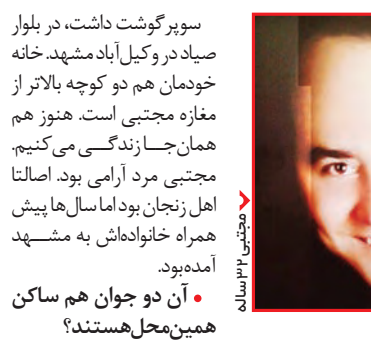 سوپرگوشت داشت، در بلوار
صیاد در وکیل‌آباد مشهد. خانه
خودمان هم دو کوچه بالاتر از
مغازه مجتبی است. هنوز هم
همان‌جا زندگی می‌کنیم.
مجتبی مرد آرامی بود. اصالتا
اهل زنجان بود اما سال‌ها پیش
همراه خانواده‌اش به مشهد
آمده‌بود.
• آن دو جوان هم ساکن
همین‌محل‌هستند؟
مجتبی ۳۲ساله